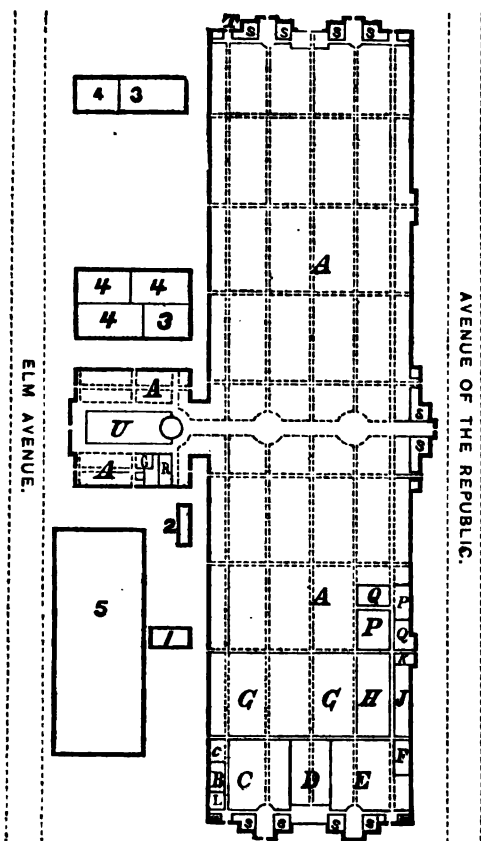 T S S S S
4 3
A
4 4
4 3
ELM AVENUE.
AVENUE OF THE REPUBLIC.
A
U
S
S
A G R
2
5
A Q P
1 P Q
K
G G H J
C F
B C D E
L
S S S S